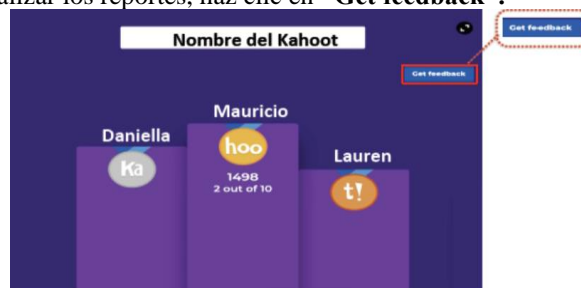 alizar los reportes, haz clic en "Get feedback".
Nombre del Kahoot
Get feedback
Get feedback
Mauricio
Daniella
hoo
Lauren
Ka
1498
2 out of 10
t!